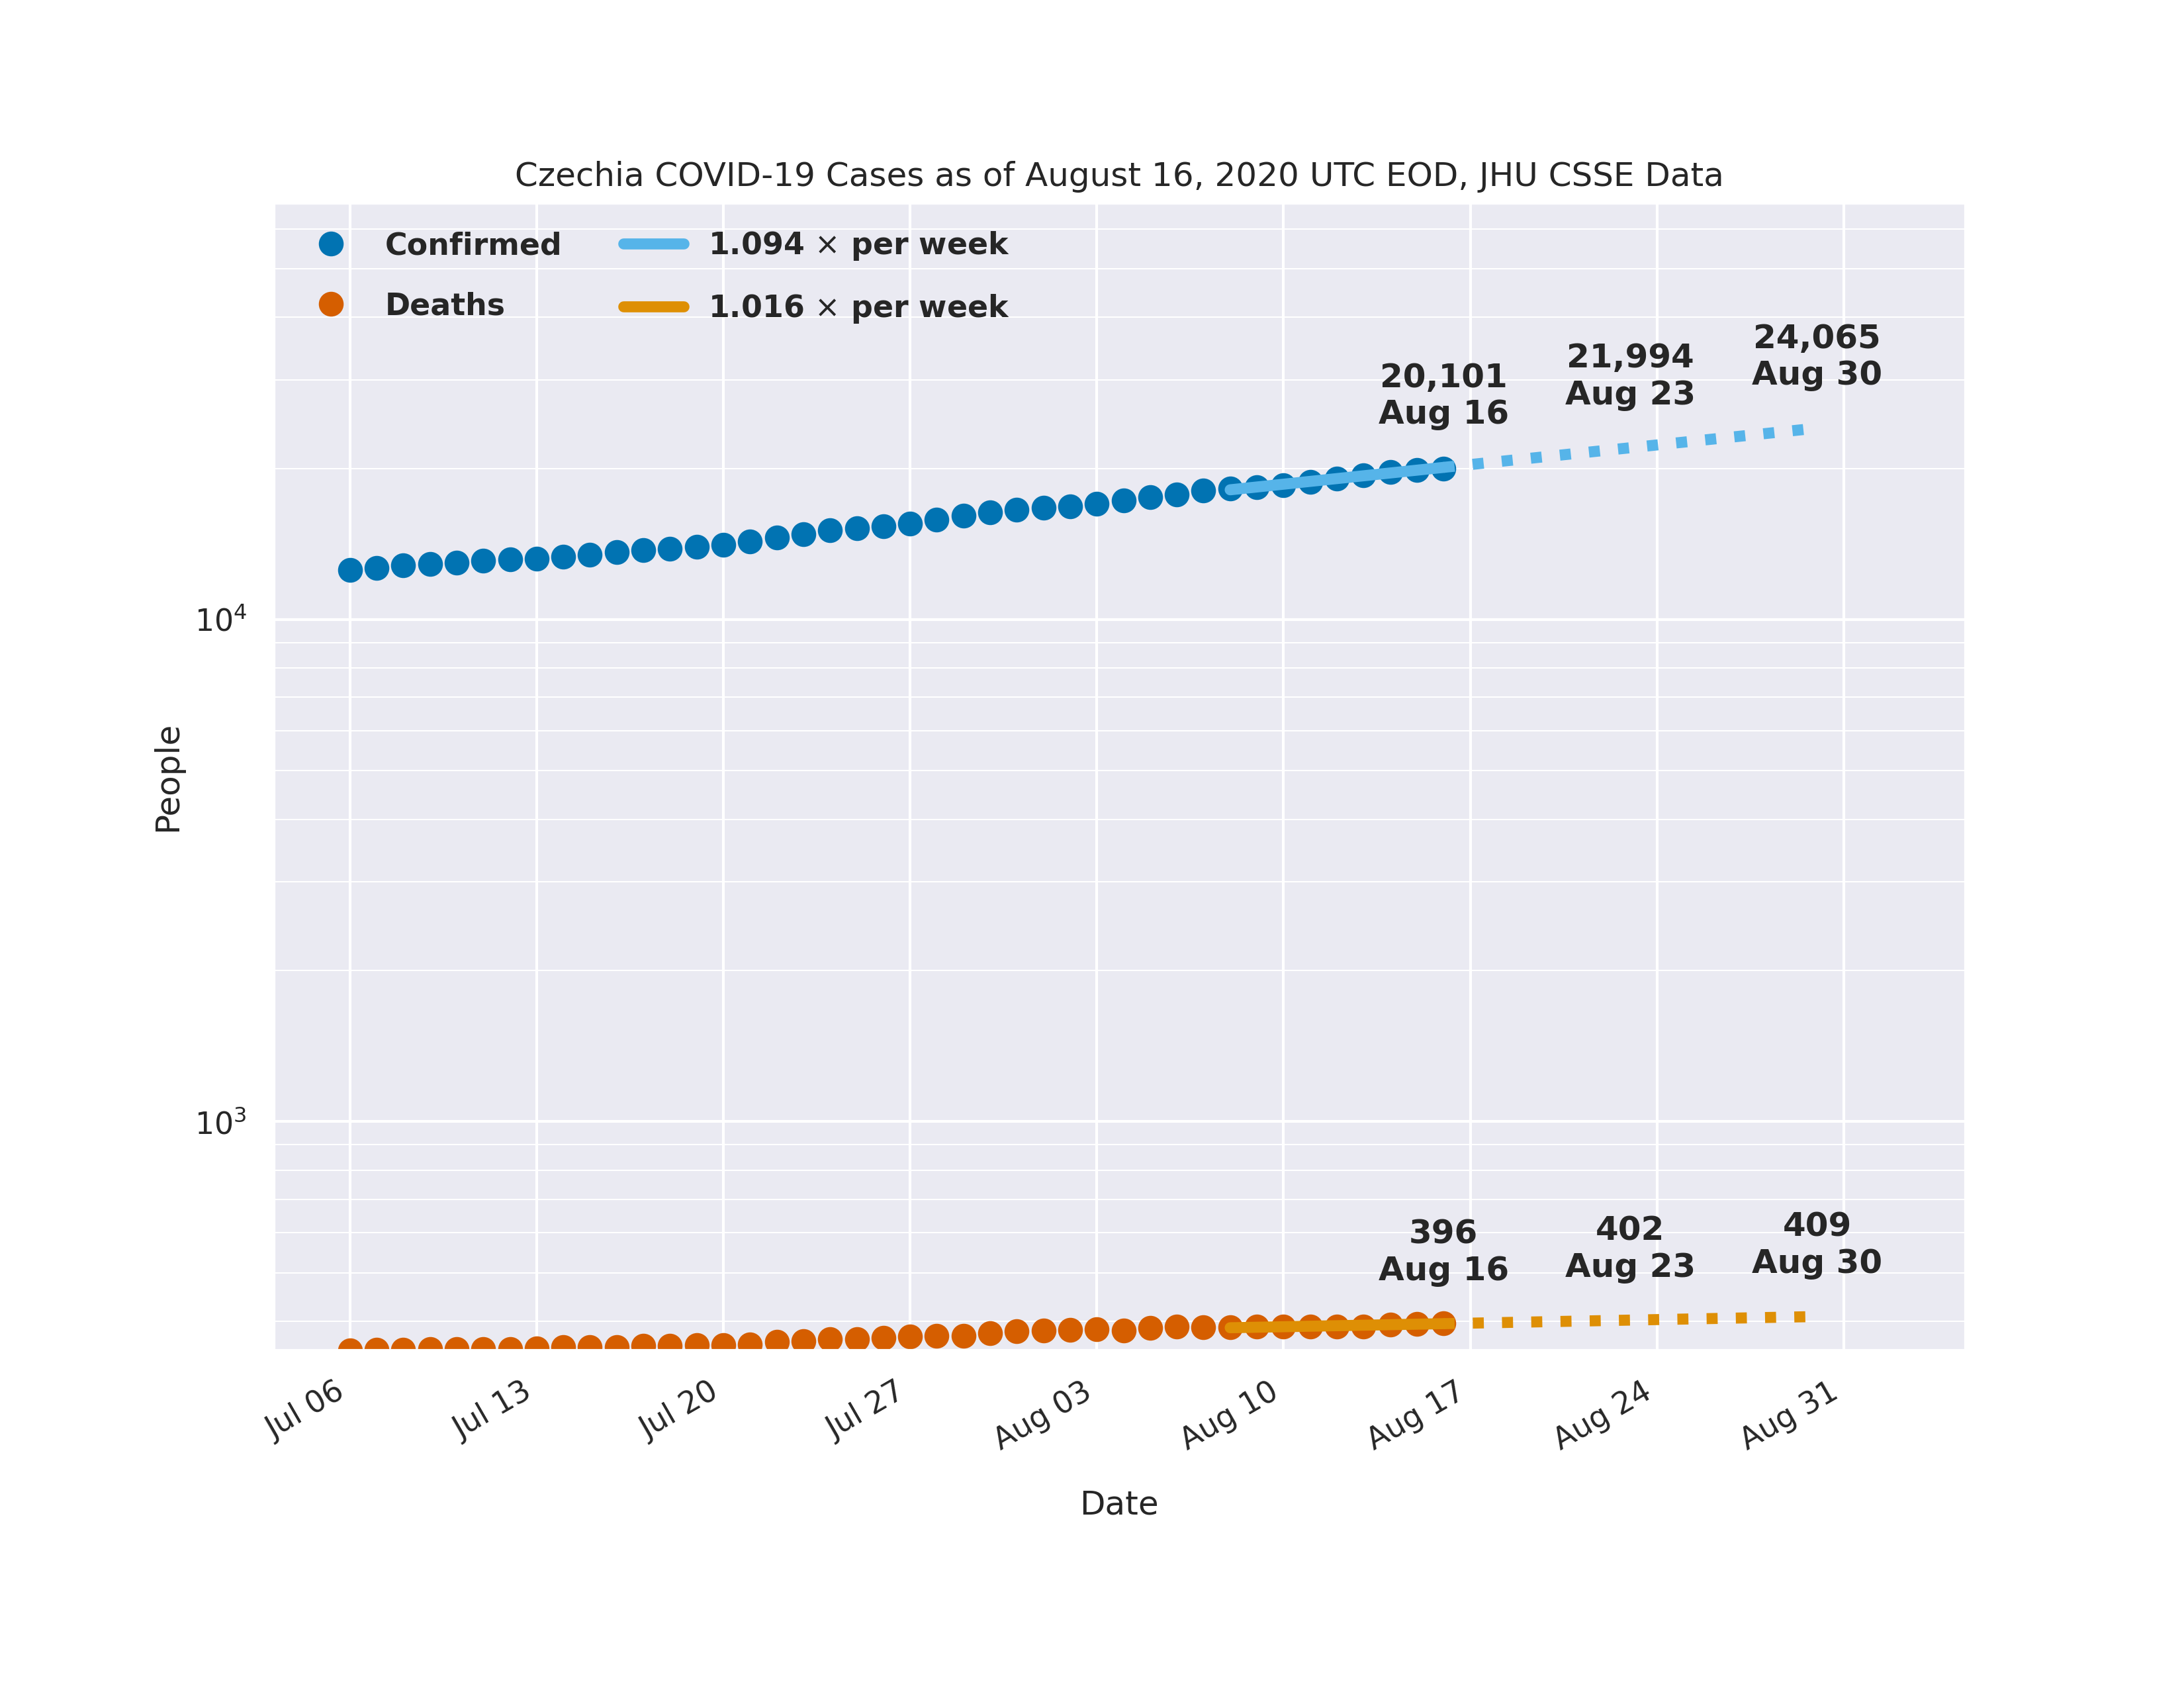 Czechia COVID-19 Cases as of August 16, 2020 UTC EOD, JHU CSSE Data
Confirmed
Deaths
1.094 × per week
1.016 × per week
20,101
Aug 16
21,994
Aug 23
24,065
Aug 30
10⁴
People
10³
396
Aug 16
402
Aug 23
409
Aug 30
Jul 06
Jul 13
Jul 20
Jul 27
Aug 03
Aug 10
Aug 17
Aug 24
Aug 31
Date